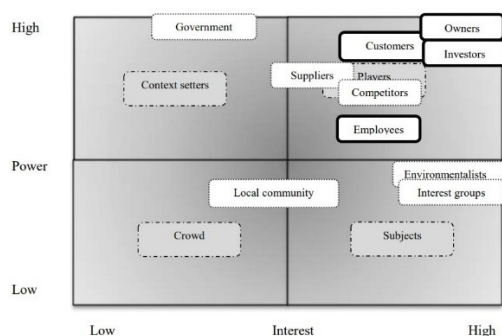 High
Government
Owners
Customers
Investors
Suppliers
Players
Context setters
Competitors
Employees
Power
Environmentalists
Local community
Interest groups
Crowd
Subjects
Low
Low
Interest
High